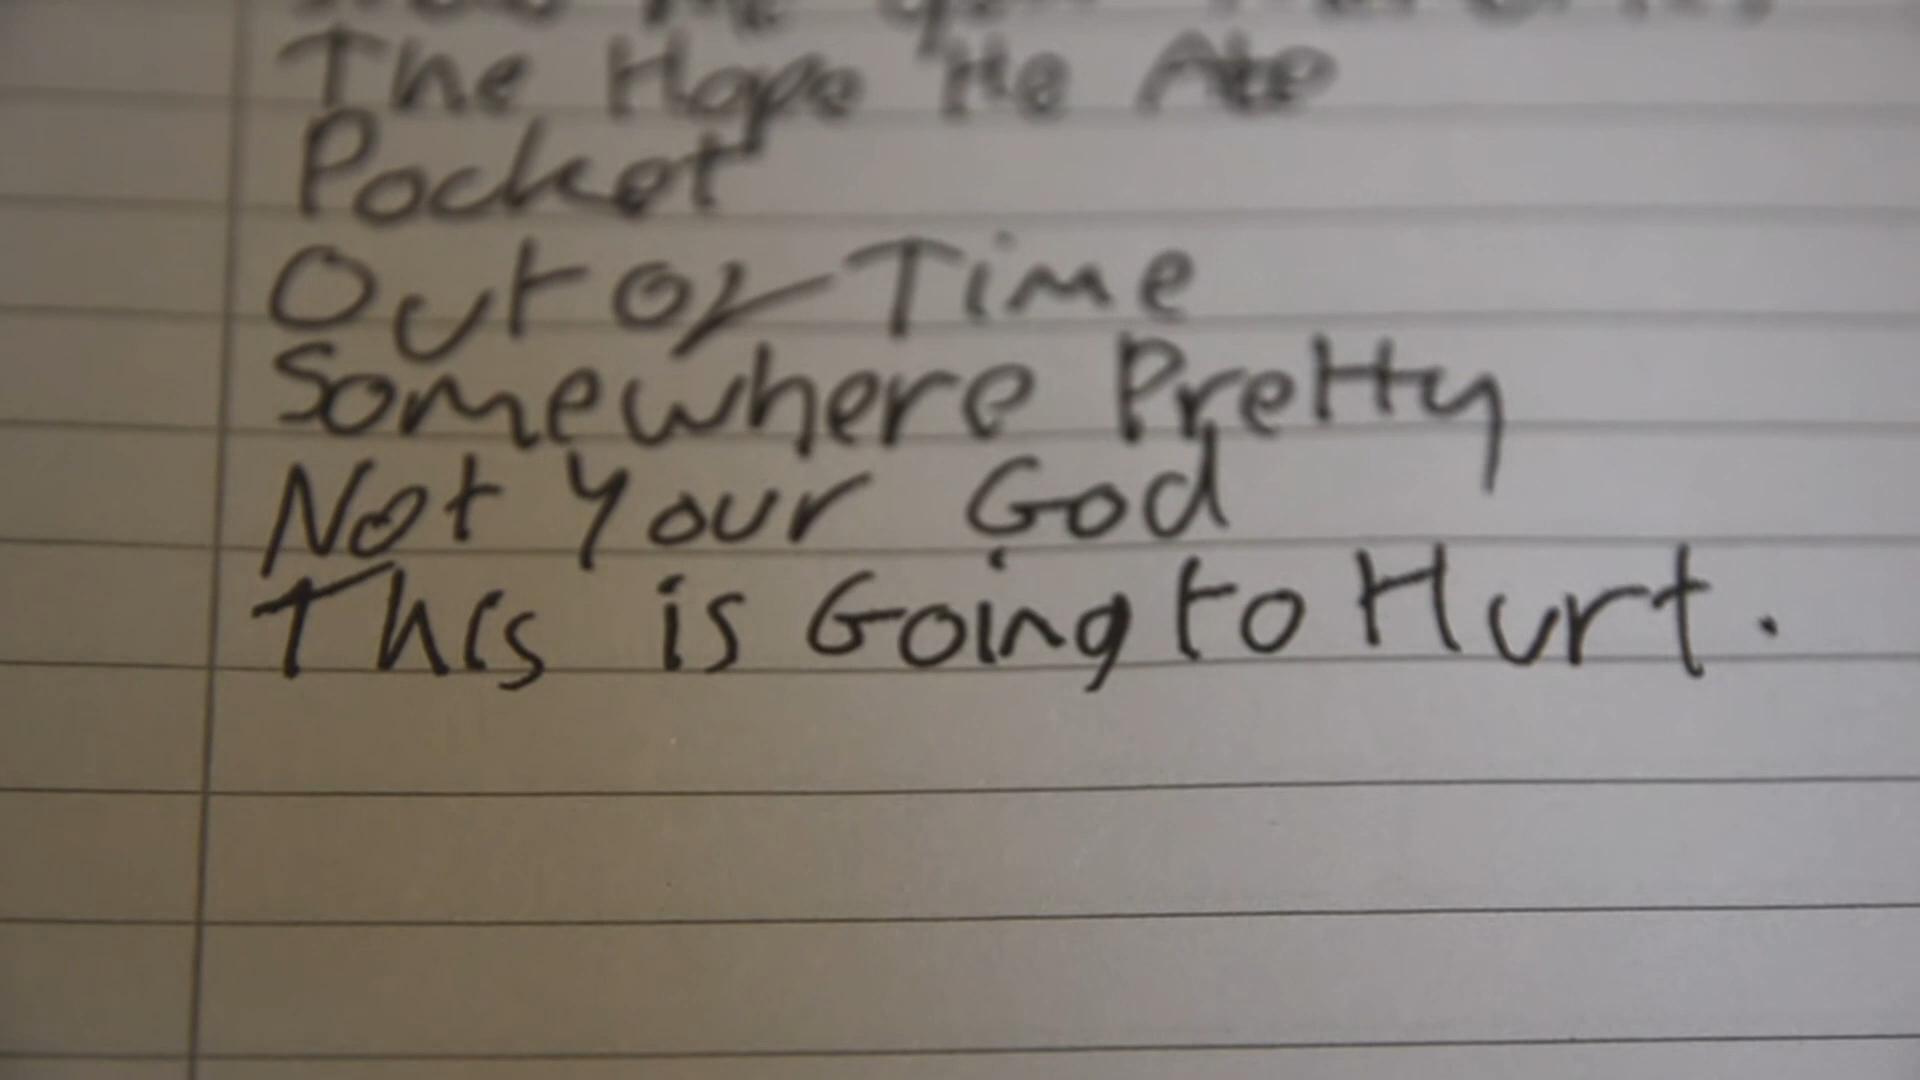 The Hope He Ate
Pocket
Out of Time
Somewhere Pretty
Not Your God
This is Going to Hurt.